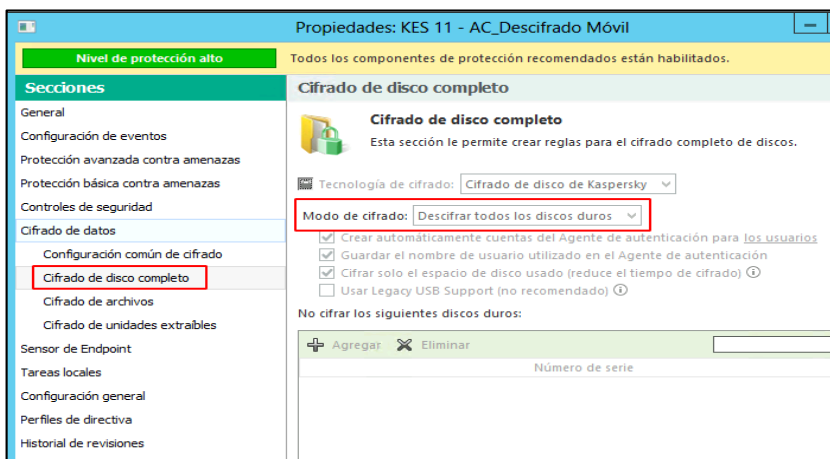 Propiedades: KES 11 - AC_Descifrado Móvil
Nivel de protección alto
Todos los componentes de protección recomendados están habilitados.
Secciones
General
Configuración de eventos
Protección avanzada contra amenazas
Protección básica contra amenazas
Controles de seguridad
Cifrado de datos
Configuración común de cifrado
Cifrado de disco completo
Cifrado de archivos
Cifrado de unidades extraíbles
Sensor de Endpoint
Tareas locales
Configuración general
Perfiles de directiva
Historial de revisiones
Cifrado de disco completo
Cifrado de disco completo
Esta sección le permite crear reglas para el cifrado completo de discos.
Tecnología de cifrado: Cifrado de disco de Kaspersky
Modo de cifrado: Descifrar todos los discos duros
Crear automáticamente cuentas del Agente de autenticación para los usuarios
Guardar el nombre de usuario utilizado en el Agente de autenticación
Cifrar solo el espacio de disco usado (reduce el tiempo de cifrado)
Usar Legacy USB Support (no recomendado)
No cifrar los siguientes discos duros:
Agregar Eliminar
Número de serie